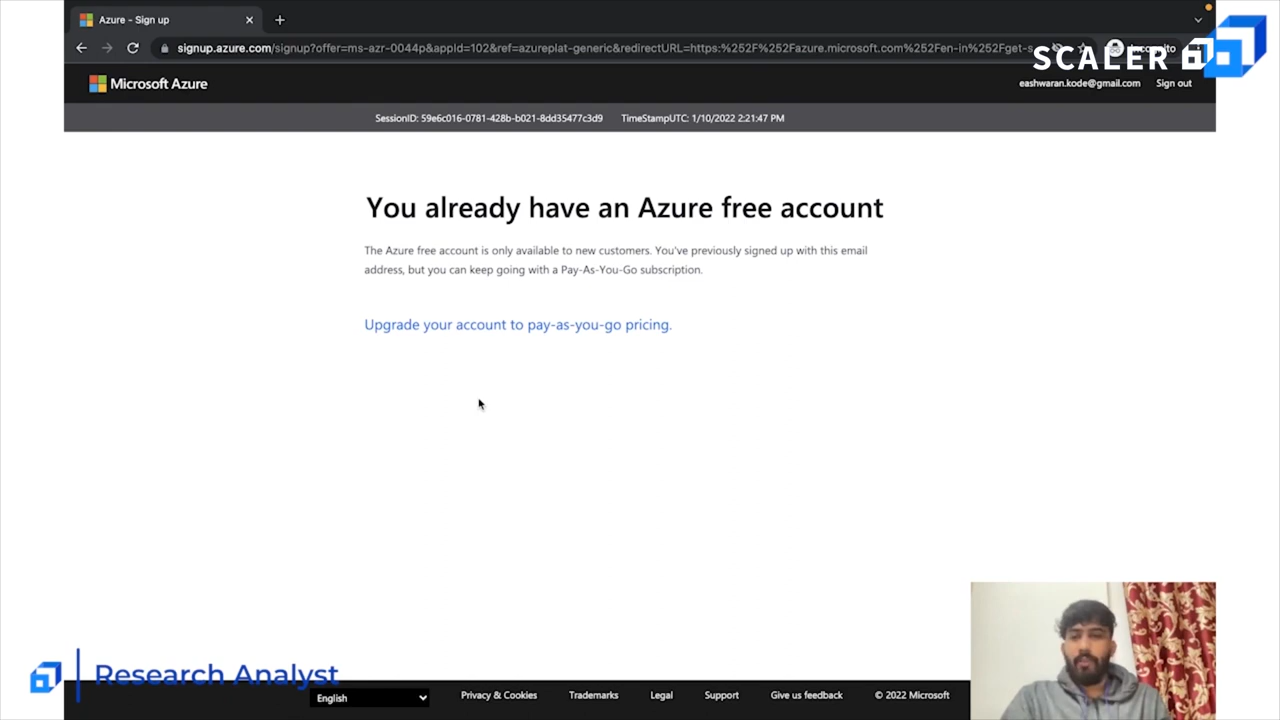 Azure - Sign up
signup.azure.com/signup?offer=ms-azr-0044p&appId=102&ref=azureplat-generic&redirectURL=https:%252F%252Fazure.microsoft.com%252Fen-in%252Fget-s
SCALER
Microsoft Azure
eashwaran.kode@gmail.com Sign out
SessionID: 59e6c016-0781-428b-b021-8dd35477c3d9 TimeStampUTC: 1/10/2022 2:21:47 PM
You already have an Azure free account
The Azure free account is only available to new customers. You've previously signed up with this email
address, but you can keep going with a Pay-As-You-Go subscription.
Upgrade your account to pay-as-you-go pricing.
Research Analyst
English Privacy & Cookies Trademarks Legal Support Give us feedback © 2022 Microsoft